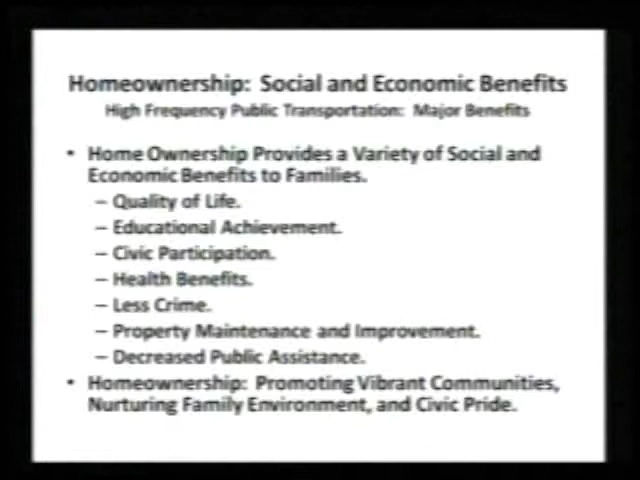 Homeownership: Social and Economic Benefits
High Frequency Public Transportation: Major Benefits
• Home Ownership Provides a Variety of Social and
Economic Benefits to Families.
– Quality of Life.
– Educational Achievement.
– Civic Participation.
– Health Benefits.
– Less Crime.
– Property Maintenance and Improvement.
– Decreased Public Assistance.
• Homeownership: Promoting Vibrant Communities,
Nurturing Family Environment, and Civic Pride.